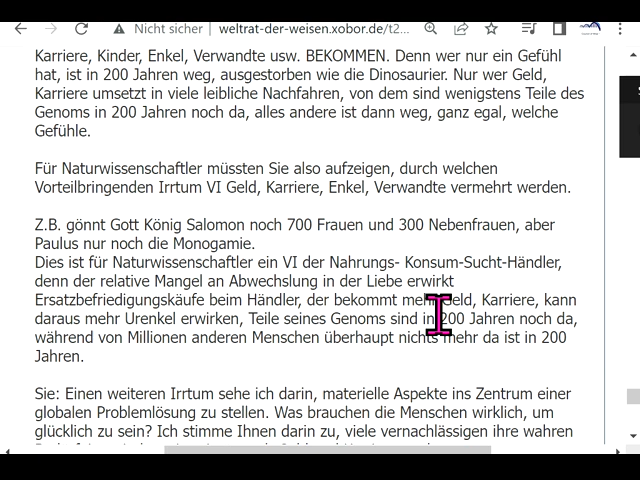 Nicht sicher | weltrat-der-weisen.xobor.de/t2...
Karriere, Kinder, Enkel, Verwandte usw. BEKOMMEN. Denn wer nur ein Gefühl
hat, ist in 200 Jahren weg, ausgestorben wie die Dinosaurier. Nur wer Geld,
Karriere umsetzt in viele leibliche Nachfahren, von dem sind wenigstens Teile des
Genoms in 200 Jahren noch da, alles andere ist dann weg, ganz egal, welche
Gefühle.
Für Naturwissenschaftler müssten Sie also aufzeigen, durch welchen
Vorteilbringenden Irrtum VI Geld, Karriere, Enkel, Verwandte vermehrt werden.
Z.B. gönnt Gott König Salomon noch 700 Frauen und 300 Nebenfrauen, aber
Paulus nur noch die Monogamie.
Dies ist für Naturwissenschaftler ein VI der Nahrungs- Konsum-Sucht-Händler,
denn der relative Mangel an Abwechslung in der Liebe erwirkt
Ersatzbefriedigungskäufe beim Händler, der bekommt mehr Geld, Karriere, kann
daraus mehr Urenkel erwirken, Teile seines Genoms sind in 200 Jahren noch da,
während von Millionen anderen Menschen überhaupt nichts mehr da ist in 200
Jahren.
Sie: Einen weiteren Irrtum sehe ich darin, materielle Aspekte ins Zentrum einer
globalen Problemlösung zu stellen. Was brauchen die Menschen wirklich, um
glücklich zu sein? Ich stimme Ihnen darin zu, viele vernachlässigen ihre wahren